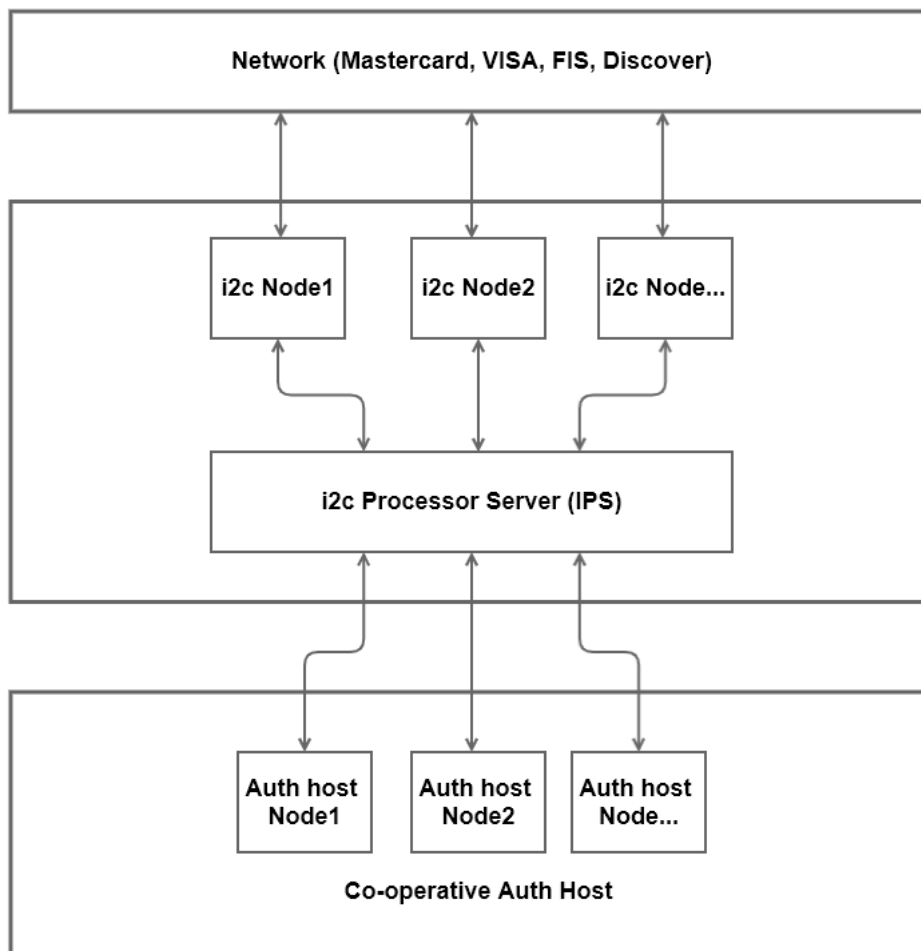 Network (Mastercard, VISA, FIS, Discover)
i2c Node1
i2c Node2
i2c Node...
i2c Processor Server (IPS)
Auth host
Node1
Auth host
Node2
Auth host
Node...
Co-operative Auth Host